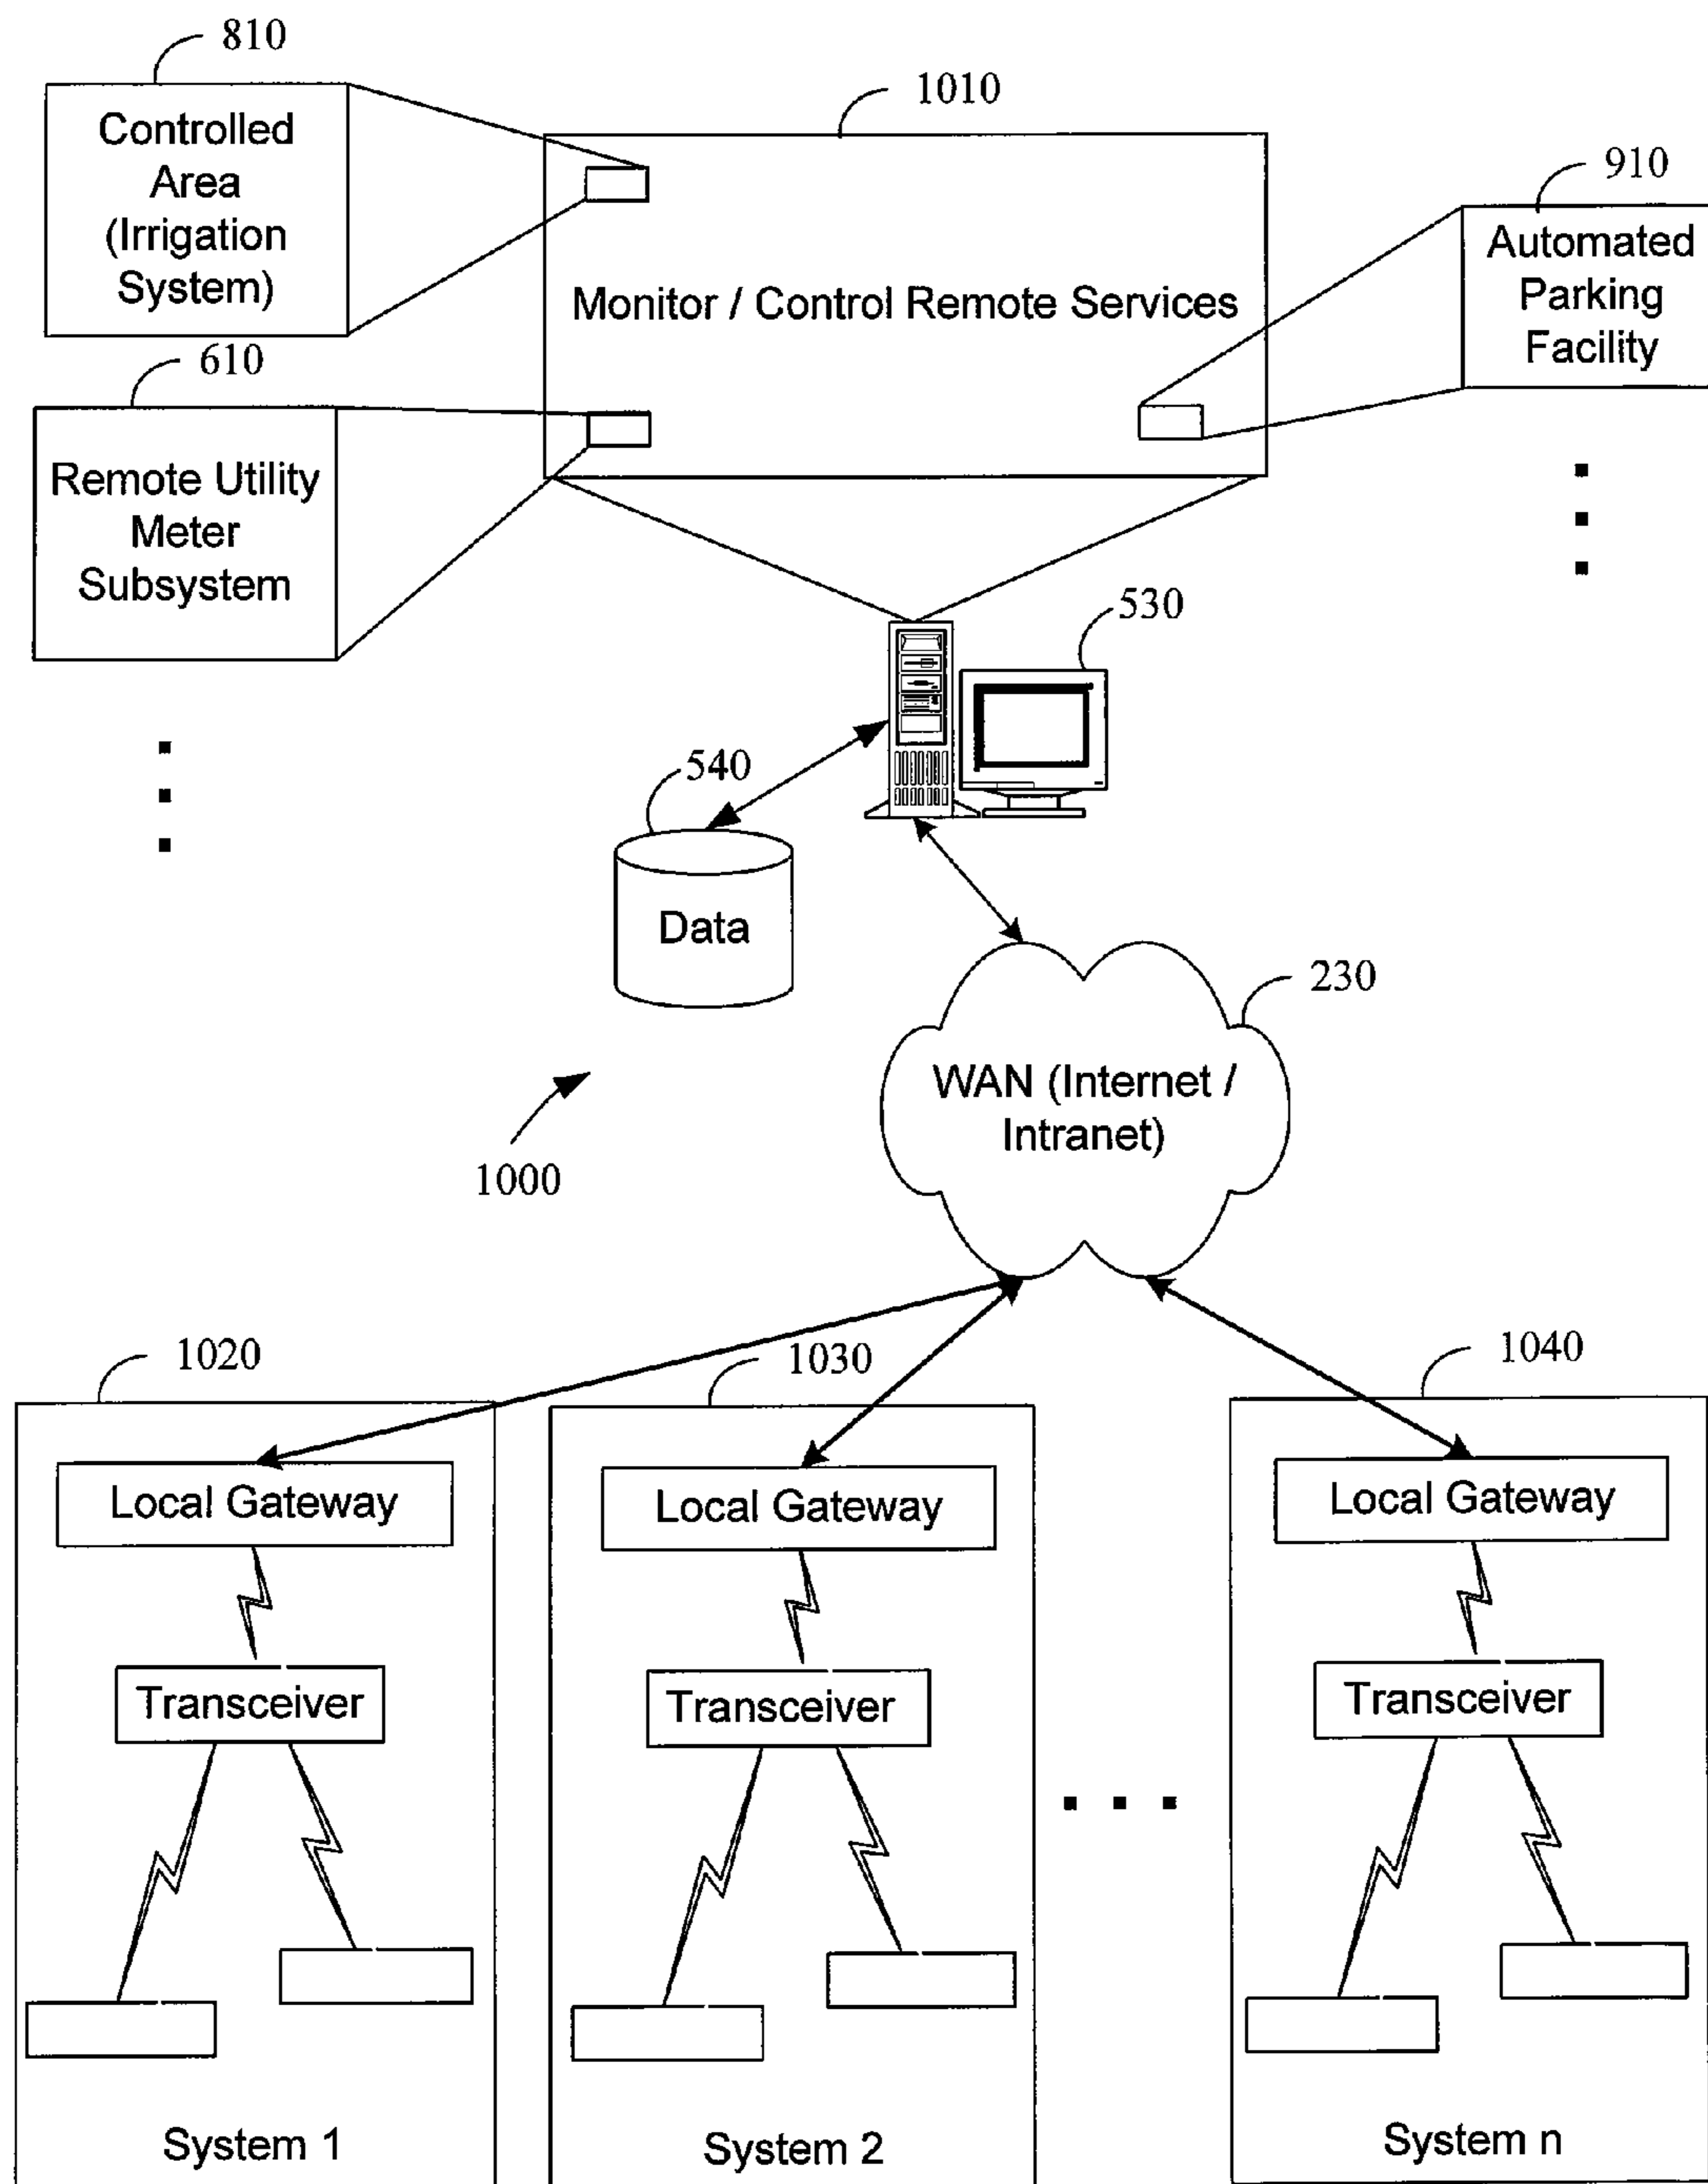 810
Controlled
Area
(Irrigation
System)
1010
Monitor / Control Remote Services
910
Automated
Parking
Facility
610
Remote Utility
Meter
Subsystem
530
540
Data
230
WAN (Internet /
Intranet)
1000
1020
Local Gateway
Transceiver
System 1
1030
Local Gateway
Transceiver
System 2
1040
Local Gateway
Transceiver
System n